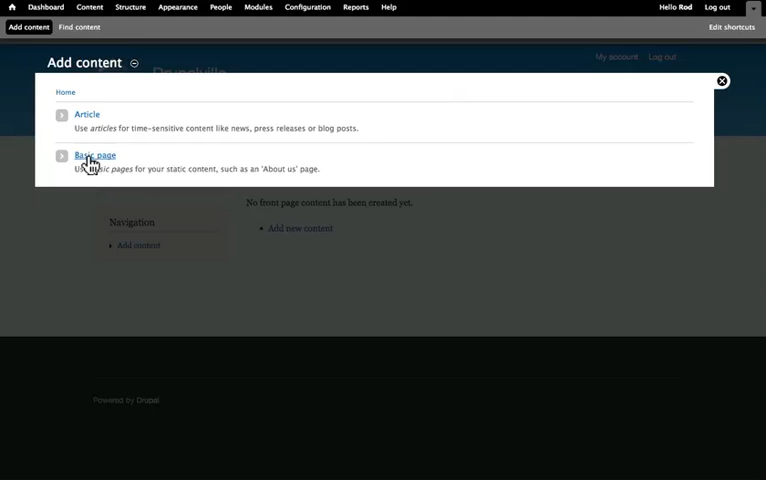 Dashboard Content Structure Appearance People Modules Configuration Reports Help Hello Rod Log out
Add content Find content Edit shortcuts
My account Log out
Add content
Drupalville
Home
Article
Use articles for time-sensitive content like news, press releases or blog posts.
Basic page
pages for your static content, such as an 'About us' page.
No front page content has been created yet.
Navigation
Add new content
Add content
Powered by Drupal